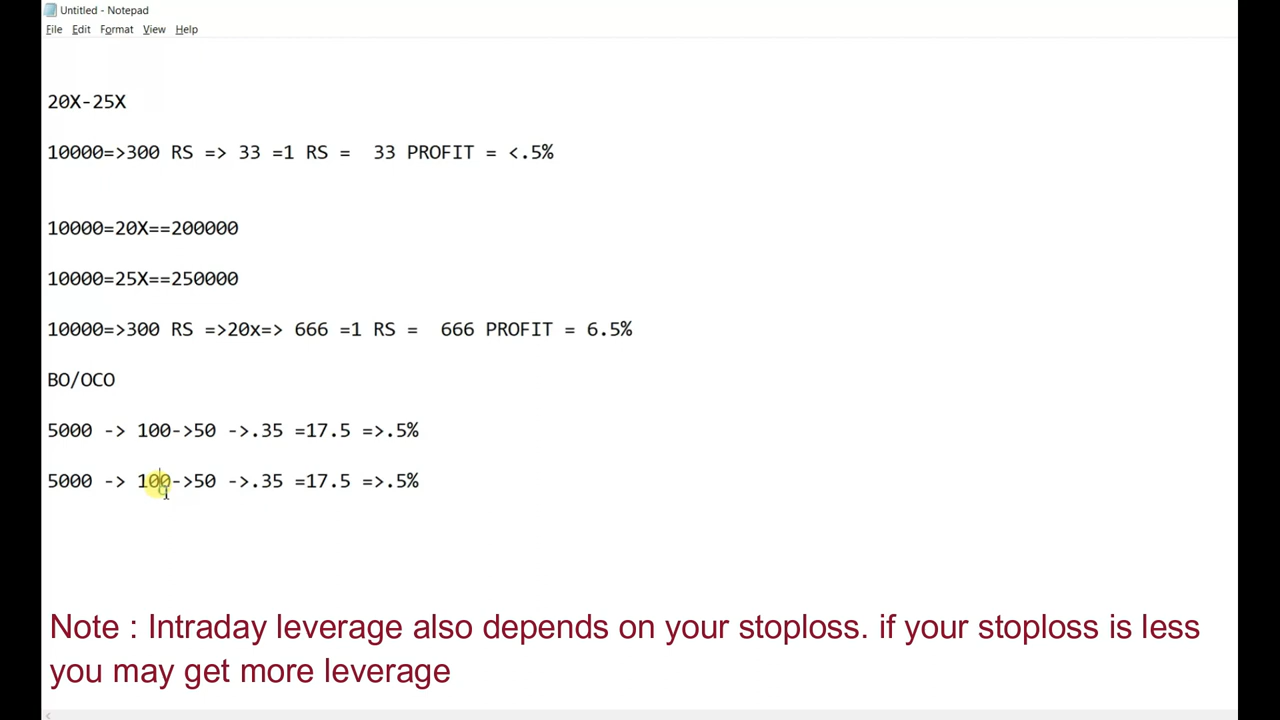 Untitled - Notepad
File Edit Format View Help
20X-25X
10000=>300 RS => 33 =1 RS =  33 PROFIT = <.5%
10000=20X==200000
10000=25X==250000
10000=>300 RS =>20x=> 666 =1 RS =  666 PROFIT = 6.5%
BO/OCO
5000 -> 100->50 ->.35 =17.5 =>.5%
5000 -> 100->50 ->.35 =17.5 =>.5%
Note : Intraday leverage also depends on your stoploss. if your stoploss is less
you may get more leverage